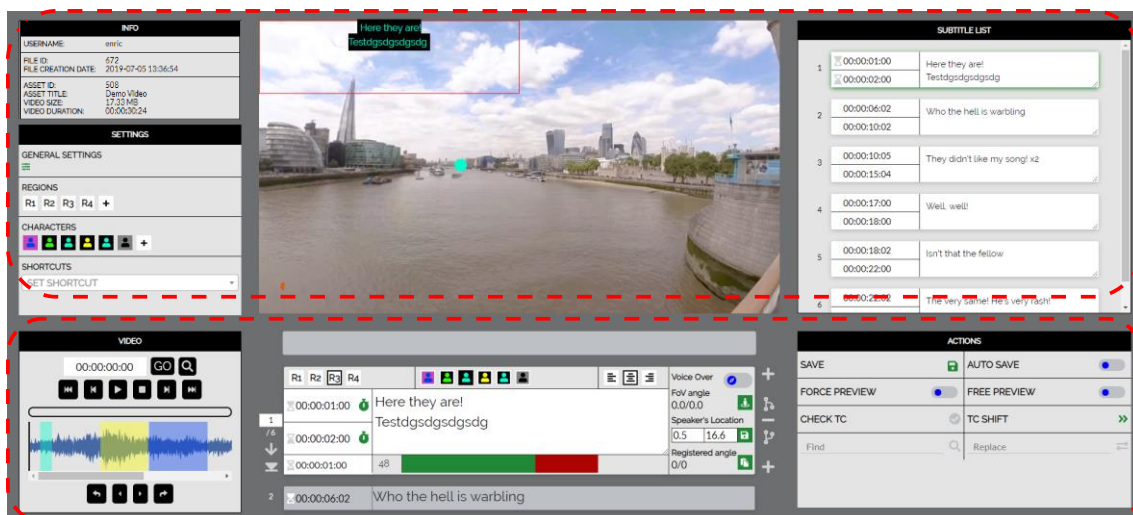 INFO
USERNAME: enric
FILE ID: 672
FILE CREATION DATE: 2019-07-05 13:36:54
ASSET ID: 508
ASSET TITLE: Demo Video
VIDEO SIZE: 17.33 MB
VIDEO DURATION: 00:00:30:24
SETTINGS
GENERAL SETTINGS
REGIONS
R1 R2 R3 R4 +
CHARACTERS
+
SHORTCUTS
SET SHORTCUT
Here they are!
Testdgsdgsdgsdg
SUBTITLE LIST
1 00:00:01:00 Here they are!
00:00:02:00 Testdgsdgsdgsdg
2 00:00:06:02 Who the hell is warbling
00:00:10:02
3 00:00:10:05 They didn't like my song! x2
00:00:15:04
4 00:00:17:00 Well, well!
00:00:18:00
5 00:00:18:02 Isn't that the fellow
00:00:22:00
6 00:00:22:02 The very same! He's very rash!
VIDEO
00:00:00:00 GO
R1 R2 R3 R4
Voice Over
1
/6
00:00:01:00 Here they are!
Testdgsdgsdgsdg
00:00:02:00
00:00:01:00 48
FoV angle
0.0/0.0
Speaker's Location
0.5 16.6
Registered angle
0/0
2 00:00:06:02 Who the hell is warbling
ACTIONS
SAVE AUTO SAVE
FORCE PREVIEW FREE PREVIEW
CHECK TC TC SHIFT
Find Replace